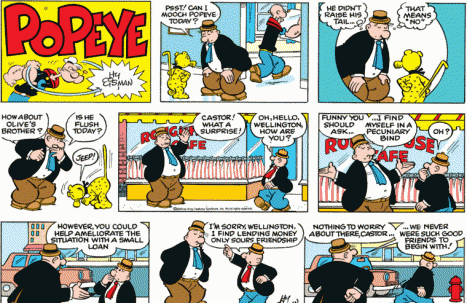 POPEYE
By
EISMAN
PSST! CAN I
MOOCH POPEYE
TODAY?
HE DIDN'T
RAISE HIS
TAIL...
THAT
MEANS
"NO".
HOW ABOUT
OLIVE'S
BROTHER?
IS HE
FLUSH
TODAY?
JEEP!
CASTOR!
WHAT A
SURPRISE!
OH, HELLO,
WELLINGTON,
HOW ARE
YOU?
CAFE
FUNNY YOU
SHOULD
ASK...
...I FIND
MYSELF IN A
PECUNIARY
BIND
OH?
CAFE
HOWEVER, YOU COULD
HELP AMELIORATE THE
SITUATION WITH A SMALL
LOAN
I'M SORRY, WELLINGTON,
I FIND LENDING MONEY
ONLY SOURS FRIENDSHIP
NOTHING TO WORRY
ABOUT THERE, CASTOR...
...WE NEVER
WERE SUCH GOOD
FRIENDS TO
BEGIN WITH!